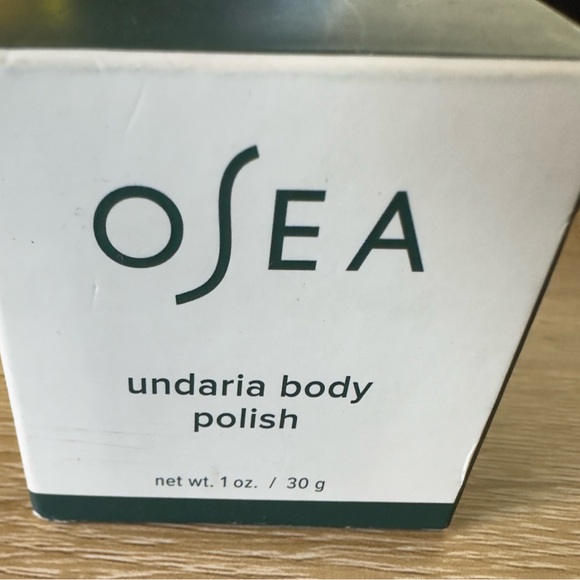 OSEA
undaria body
polish
net wt. 1 oz. / 30 g